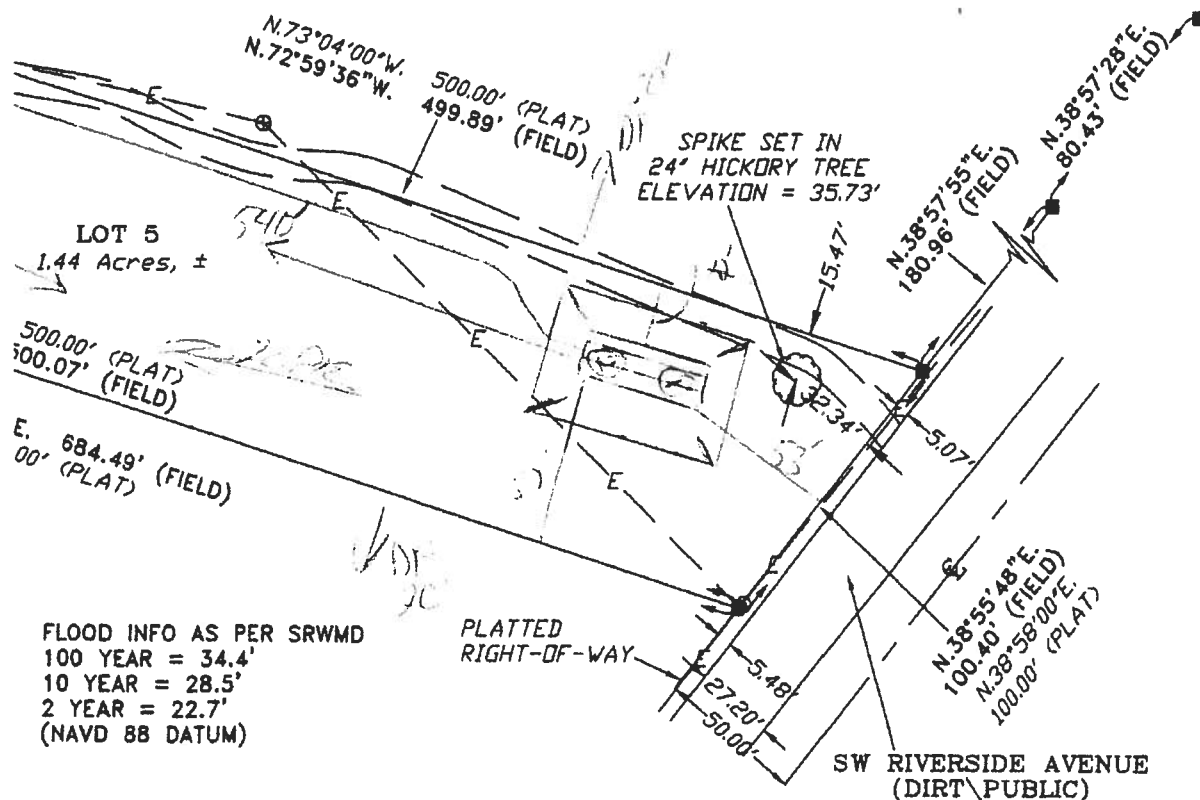 N.73°04'00"W. 500.00' (PLAT)
N.72°59'36"W. 499.89' (FIELD)
E
E
E
E
E
E
E
SPIKE SET IN
24" HICKORY TREE
ELEVATION = 35.73'
15.47'
N.38°57'55"E.
180.96' (FIELD)
N.38°57'28"E.
80.43' (FIELD)
LOT 5
1.44 Acres, ±
540
500.00' (PLAT)
500.07' (FIELD)
E. 684.49' (FIELD)
00' (PLAT)
32.34'
5.07'
FLOOD INFO AS PER SRWMD
100 YEAR = 34.4'
10 YEAR = 28.5'
2 YEAR = 22.7'
(NAVD 88 DATUM)
PLATTED
RIGHT-OF-WAY
5.48'
27.20'
50.00'
N.38°55'48"E.
100.40' (FIELD)
N.38°58'00"E.
100.00' (PLAT)
SW RIVERSIDE AVENUE
(DIRT\PUBLIC)